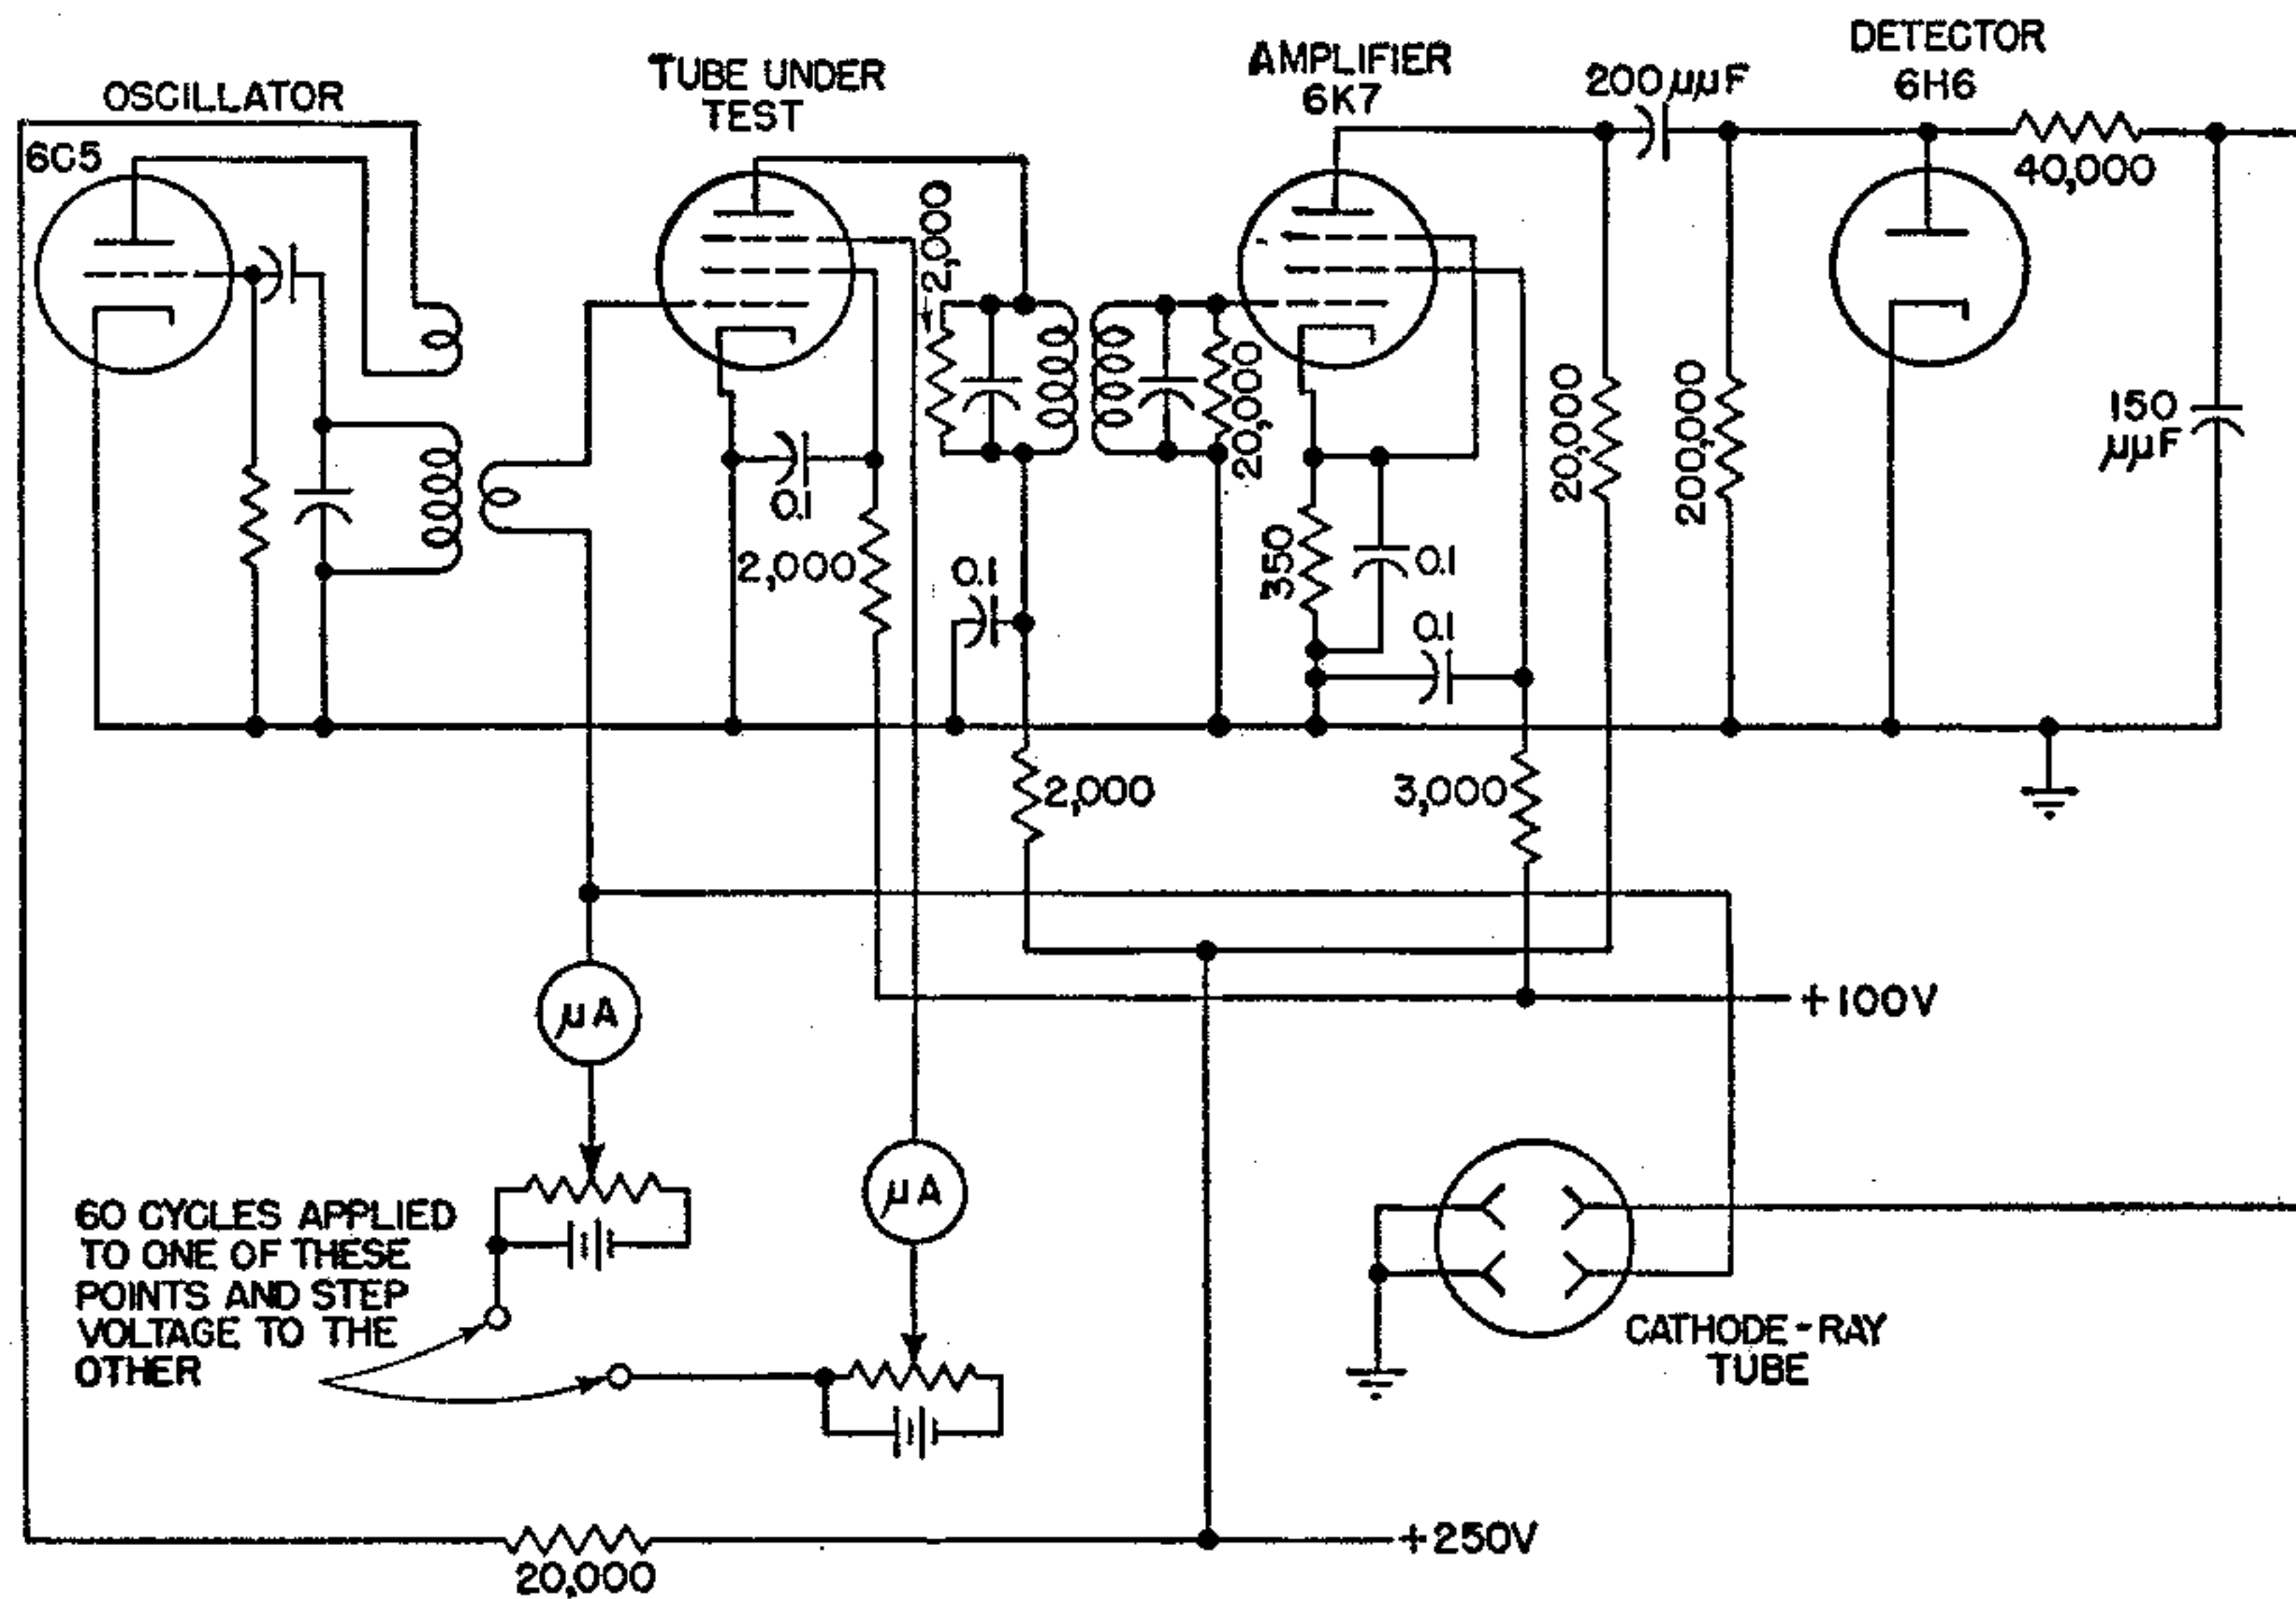 OSCILLATOR
6C5
TUBE UNDER
TEST
AMPLIFIER
6K7
200 µµF
DETECTOR
6H6
40,000
2,000
20,000
20,000
200,000
150
µµF
0.1
2,000
0.1
350
0.1
0.1
2,000
3,000
µA
+100V
µA
60 CYCLES APPLIED
TO ONE OF THESE
POINTS AND STEP
VOLTAGE TO THE
OTHER
CATHODE-RAY
TUBE
+250V
20,000